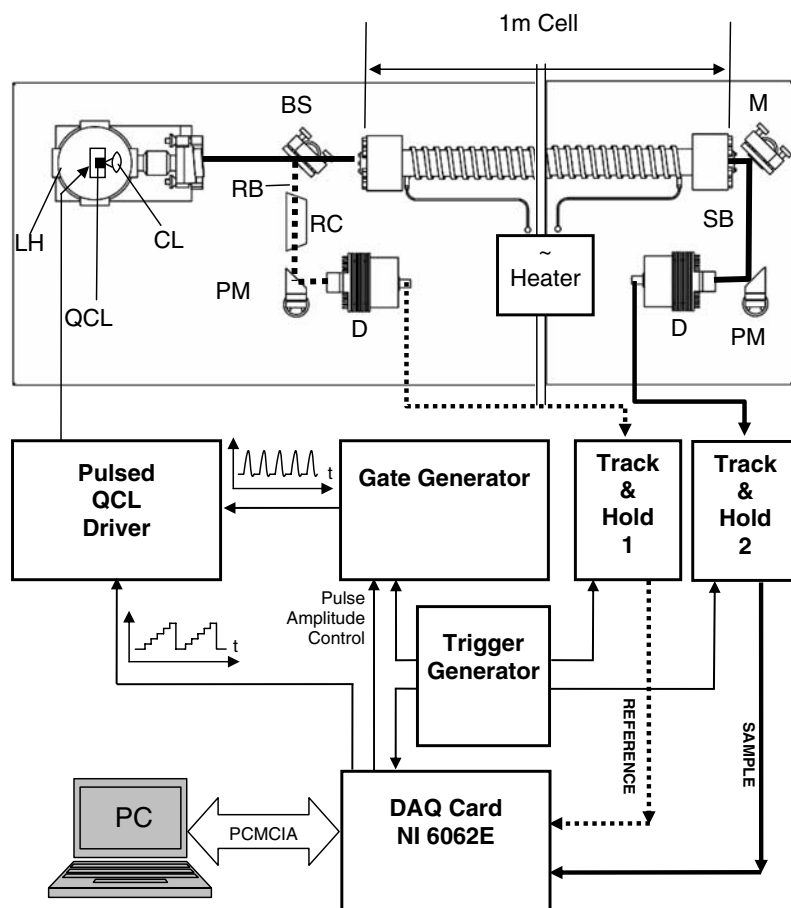 1m Cell
BS
M
RB
RC
SB
LH
CL
QCL
PM
D
~
Heater
D
PM
Pulsed
QCL
Driver
t
Gate Generator
Track
&
Hold
1
Track
&
Hold
2
Pulse
Amplitude
Control
t
Trigger
Generator
REFERENCE
SAMPLE
PC
PCMCIA
DAQ Card
NI 6062E